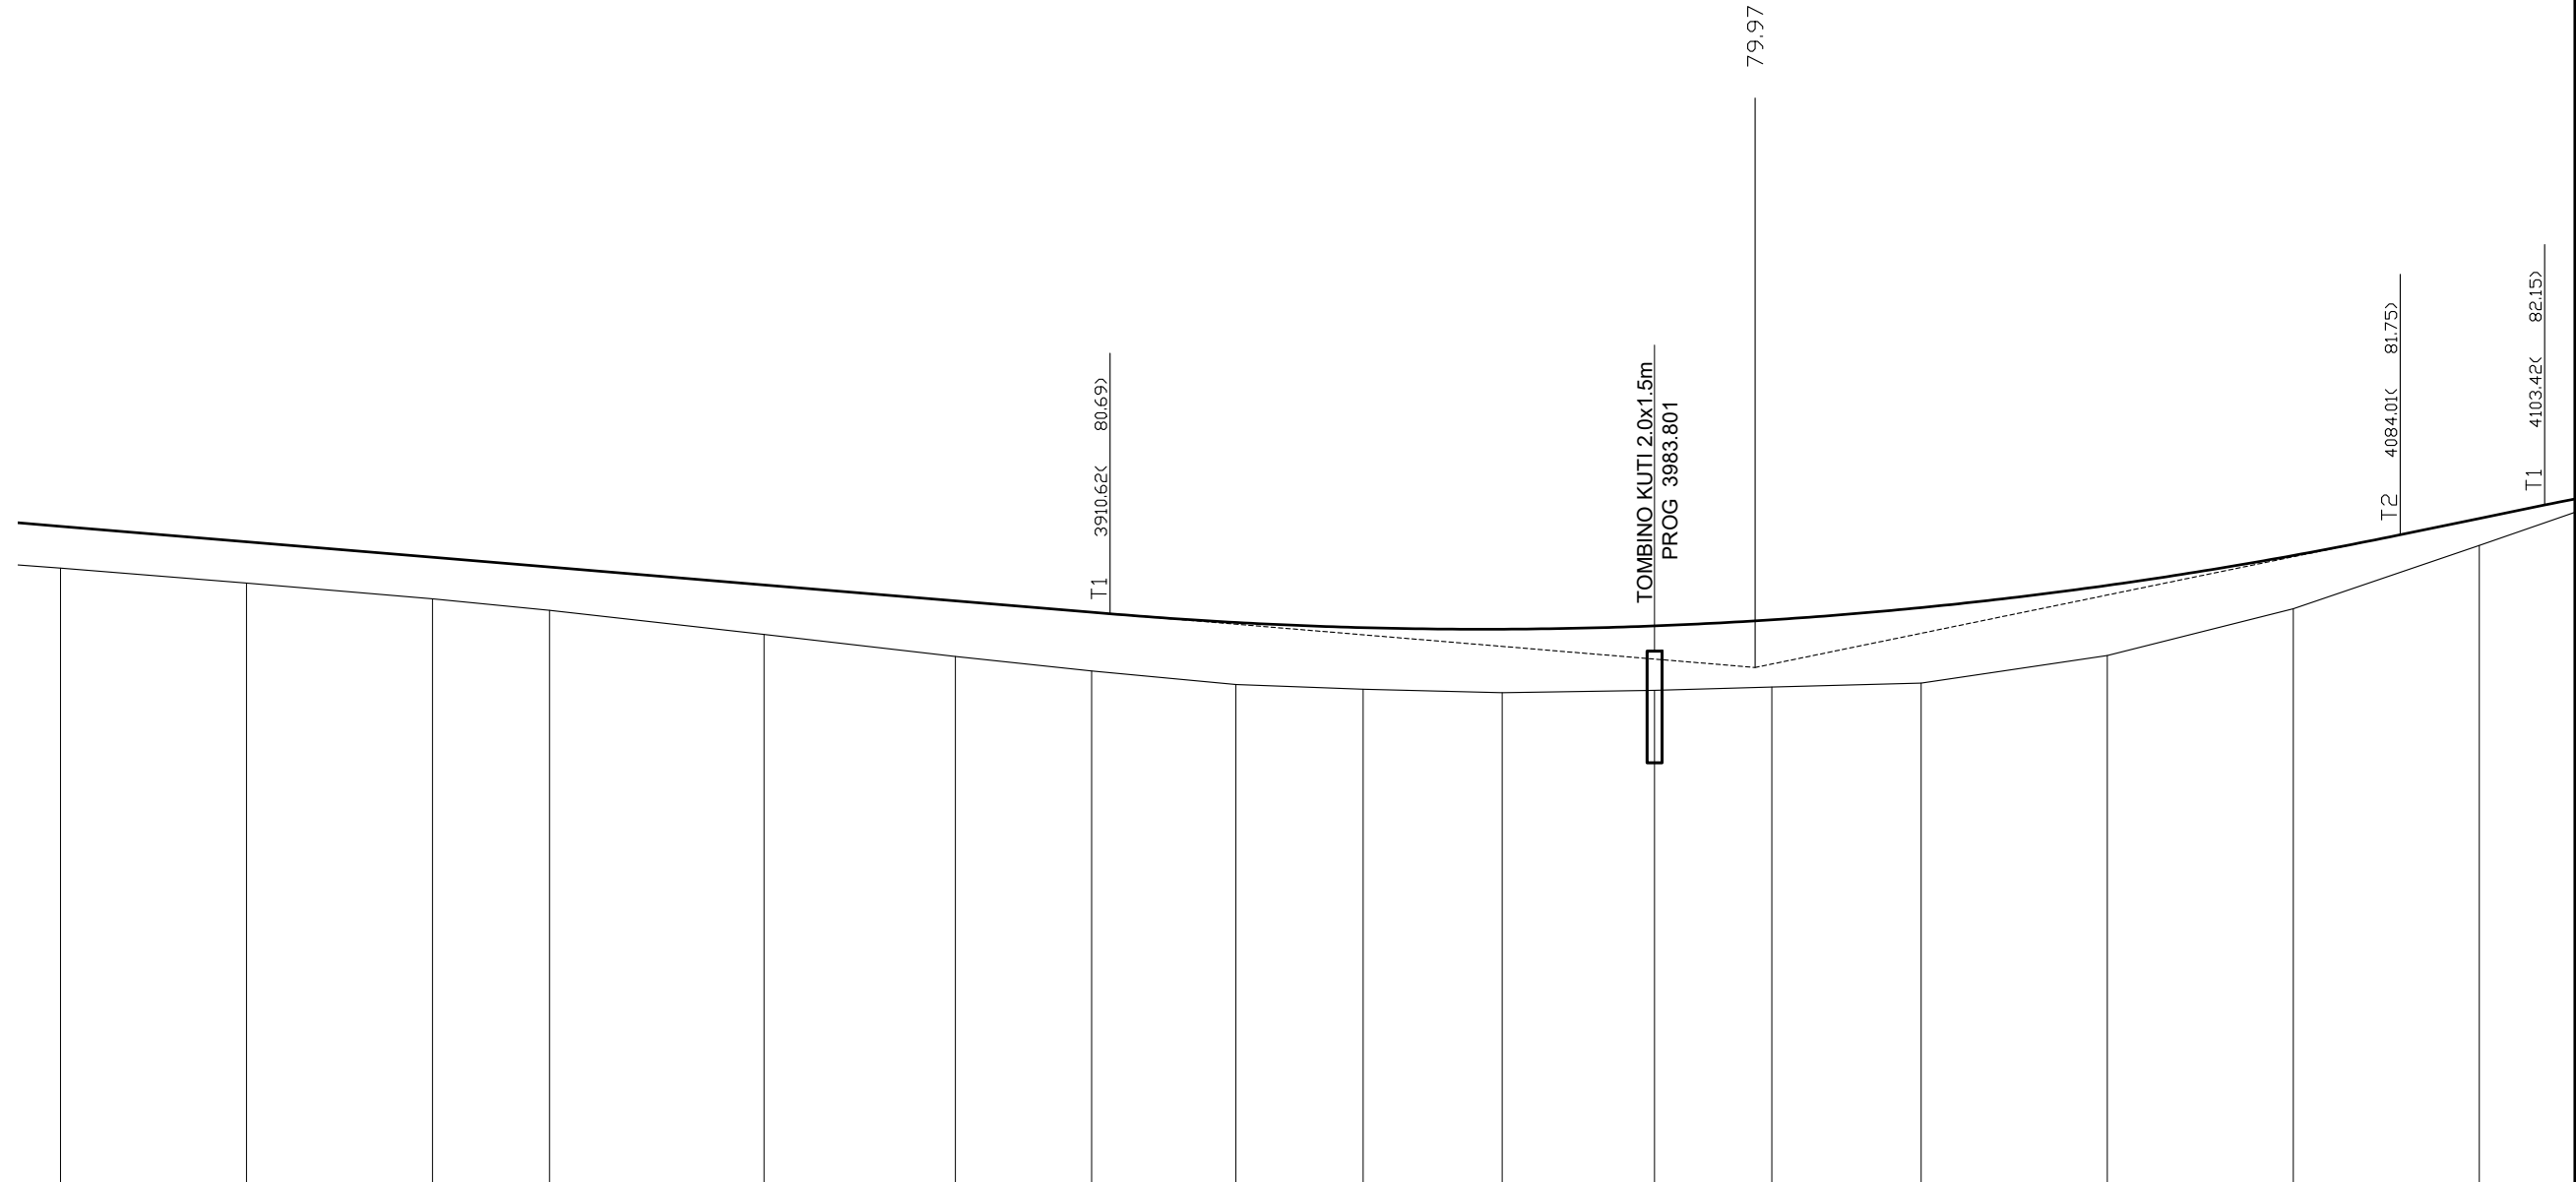 T1 3910.62( 80.69)
TOMBINO KUTI 2.0x1.5m
PROG 3983.801
79.97
T2 4084.01( 81.75)
T1 4103.42( 82.15)